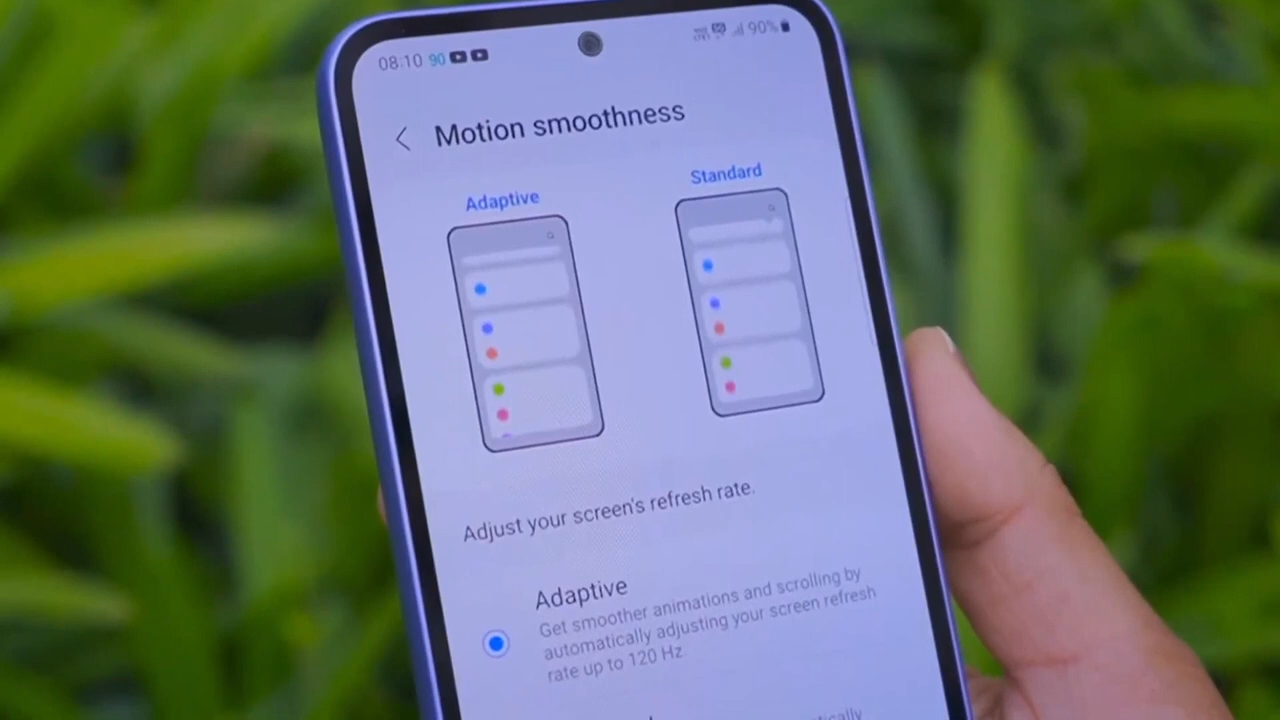 08:10 90 90%
Motion smoothness
Adaptive
Standard
Adjust your screen's refresh rate.
Adaptive
Get smoother animations and scrolling by
automatically adjusting your screen refresh
rate up to 120 Hz